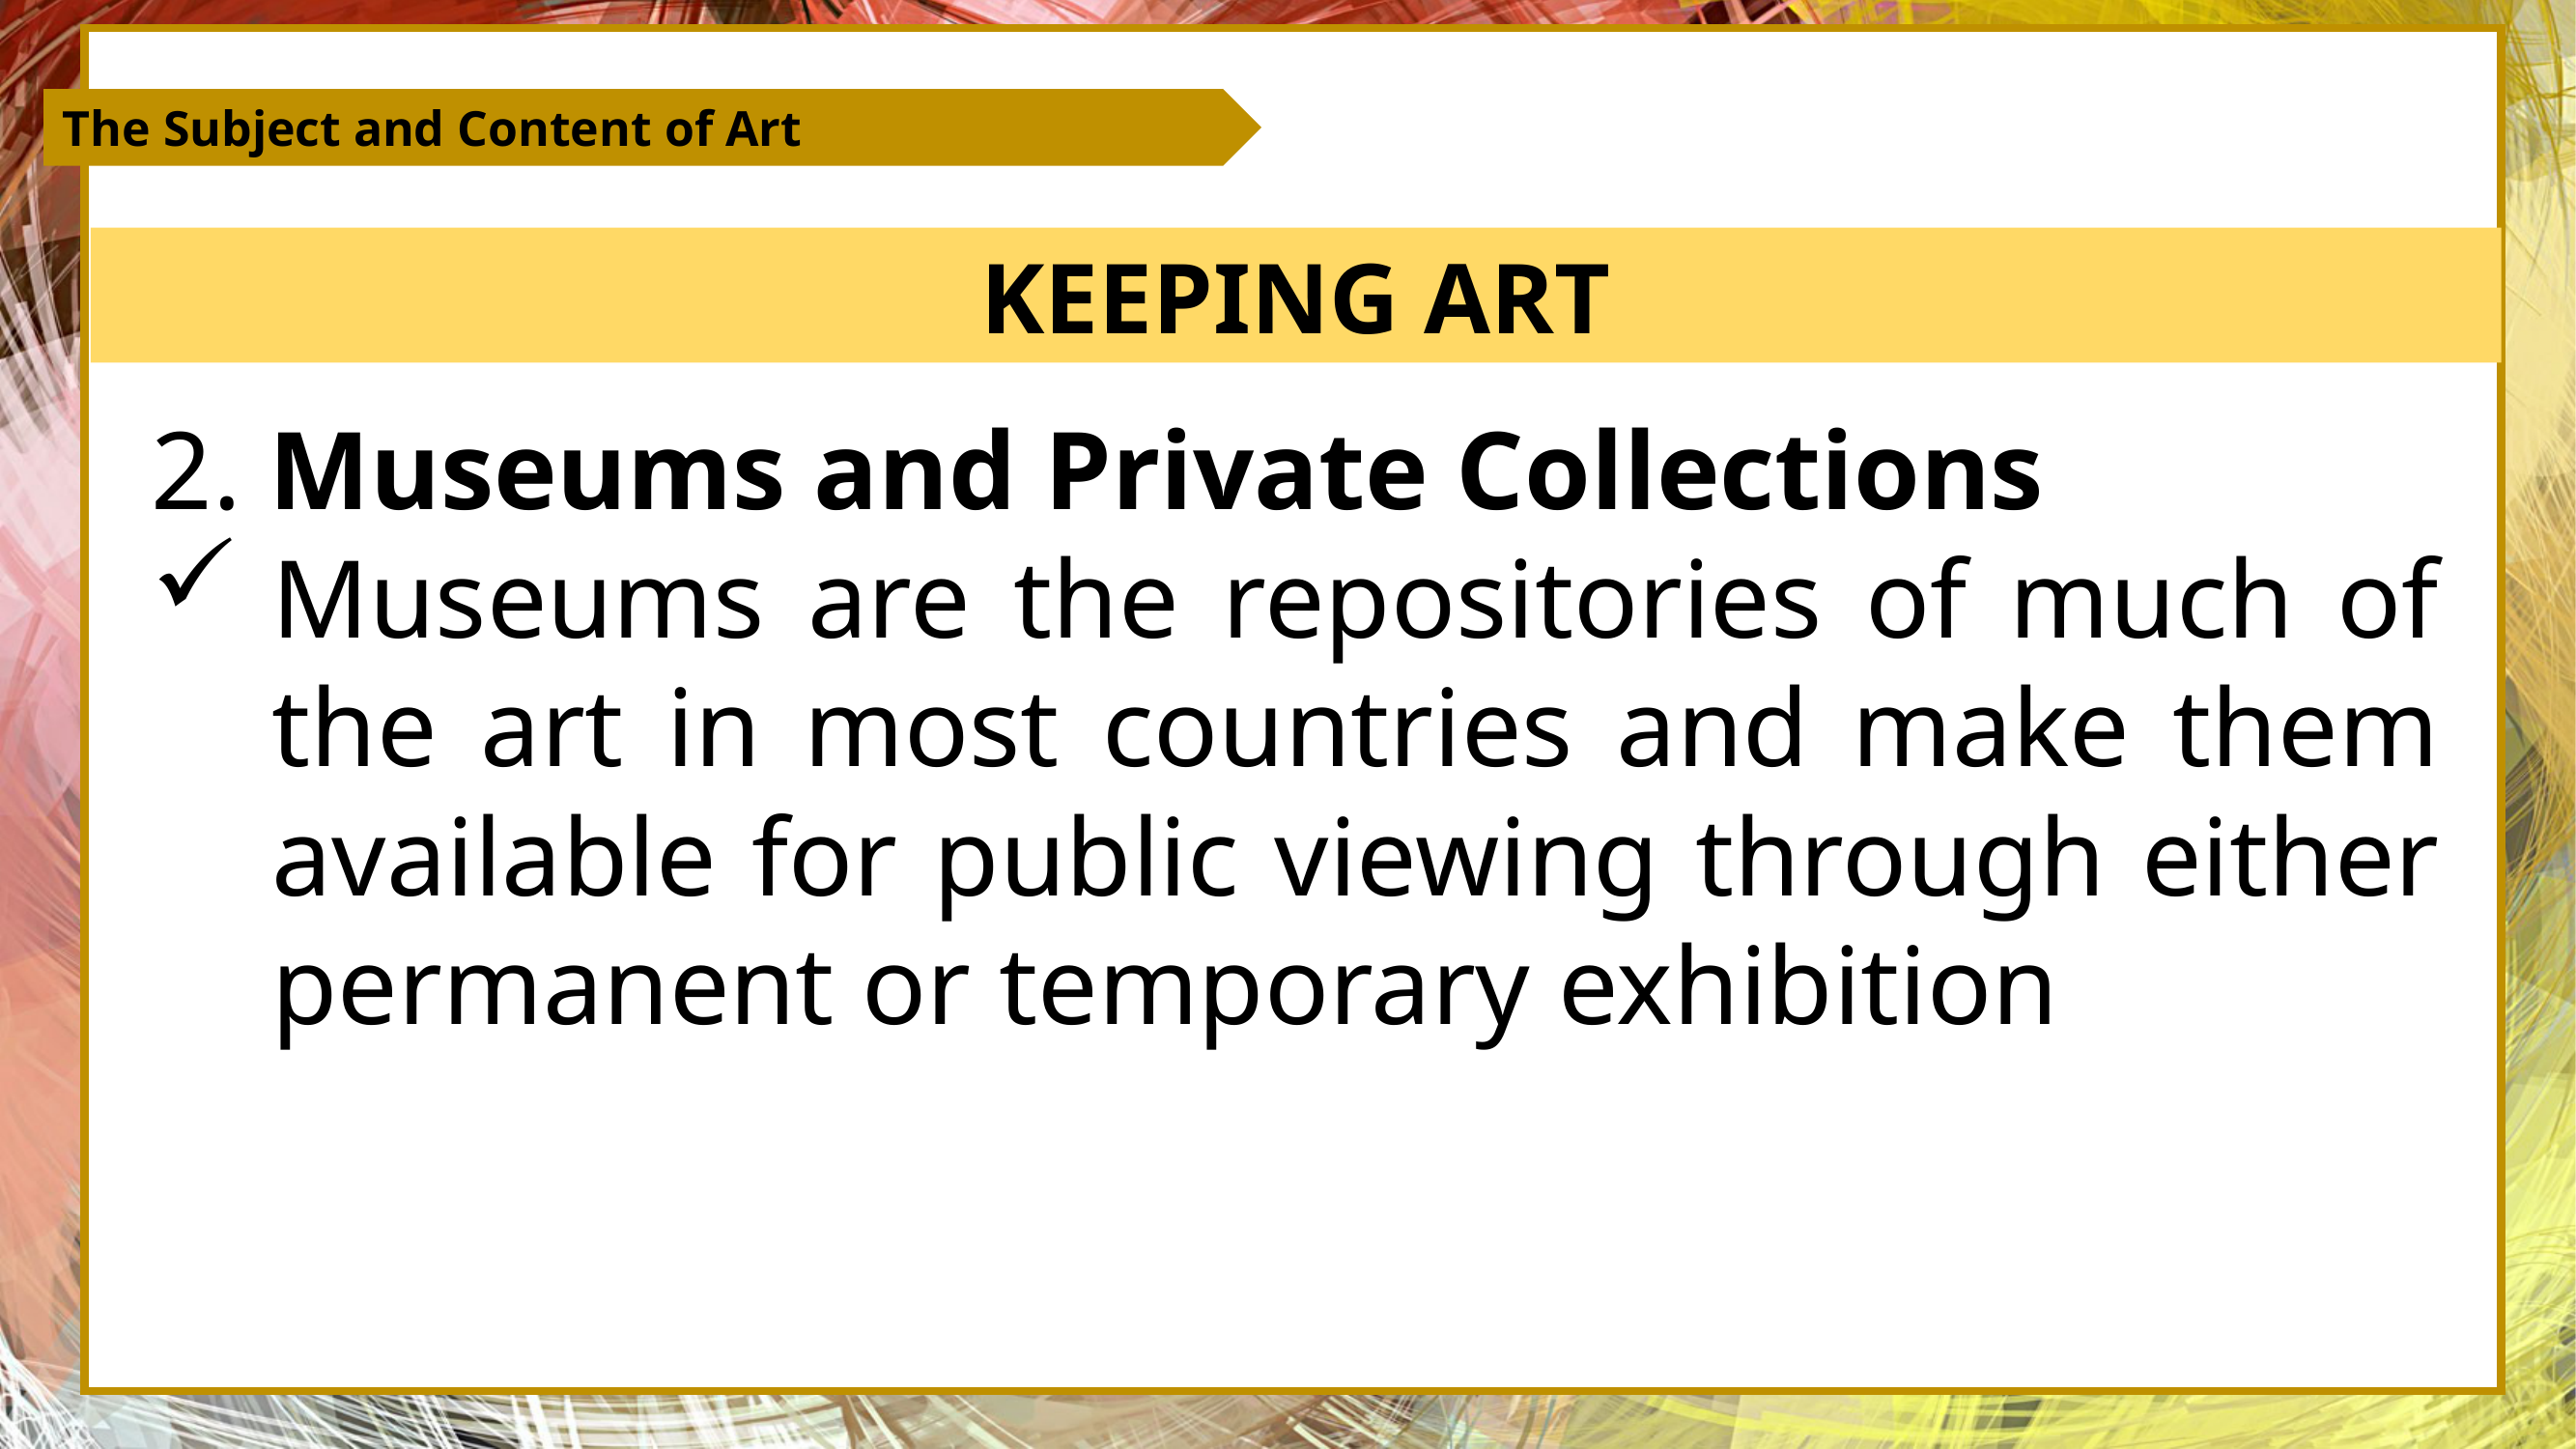 The Subject and Content of Art
KEEPING ART
2. Museums and Private Collections
✓ Museums are the repositories of much of
the art in most countries and make them
available for public viewing through either
permanent or temporary exhibition